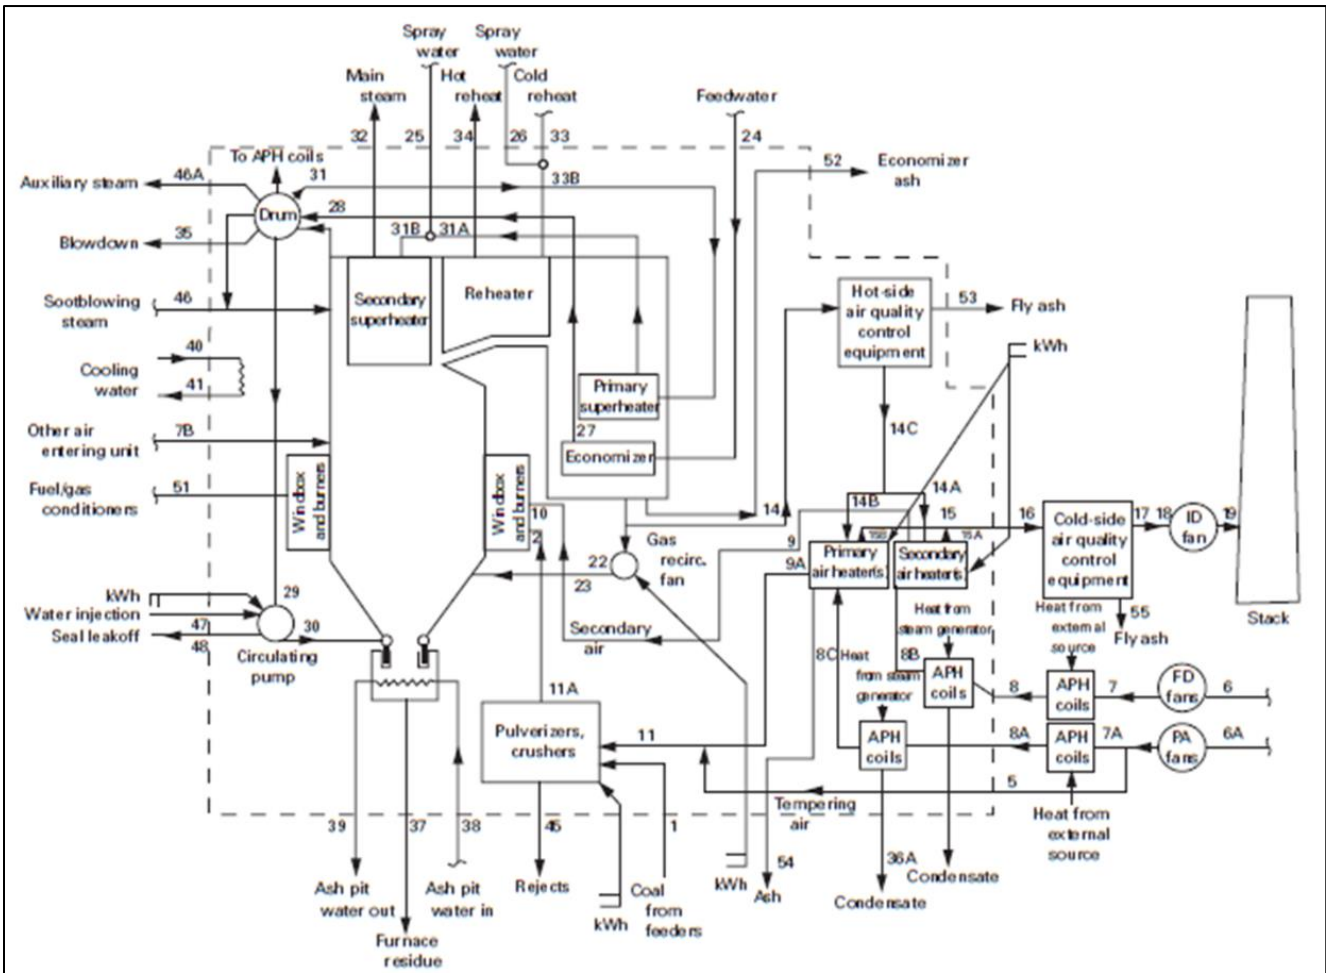 Spray
water
Spray
water
Main
steam
Hot
reheat
Cold
reheat
Feedwater
32
25
34
26
33
24
To APH coils
52
Economizer
ash
Auxiliary steam
46A
31
33B
Drum
28
31B
31A
Blowdown
35
Secondary
superheater
Reheater
Hot-side
air quality
control
equipment
53
Fly ash
Sootblowing
steam
46
kWh
40
Cooling
water
41
Primary
superheater
27
14C
Other air
entering unit
7B
Economizer
Fuel/gas
conditioners
51
Windbox
and burners
Windbox
and burners
10
2
14
14B
14A
15
16
17
18
19
ID
fan
Cold-side
air quality
control
equipment
9
9A
15B
15A
Primary
air heater(s)
Secondary
air heater(s)
Gas
recirc.
fan
22
23
kWh
29
Water injection
47
Seal leakoff
48
30
Circulating
pump
Secondary
air
Heat from
steam generator
Heat from
external
source
55
Fly ash
Stack
8C
Heat
from steam
generator
8B
APH
coils
8
APH
coils
7
FD
fans
6
11A
Pulverizers,
crushers
11
APH
coils
8A
APH
coils
7A
PA
fans
6A
5
Tempering
air
Heat from
external
source
39
37
38
45
1
54
36A
Ash pit
water out
Ash pit
water in
Rejects
kWh
Coal
from
feeders
kWh
Ash
Condensate
Condensate
Furnace
residue